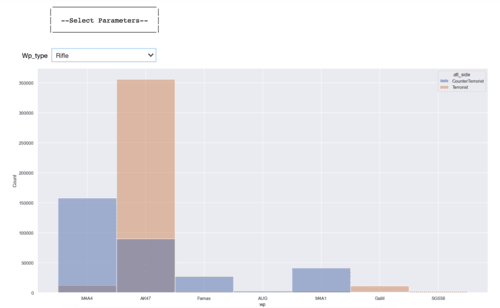 --Select Parameters--
Wp_type Rifle
att_side
CounterTerrorist
Terrorist
350000
300000
250000
200000
150000
100000
50000
0
Count
M4A4 AK47 Famas AUG M4A1 Gallil SG556
wp